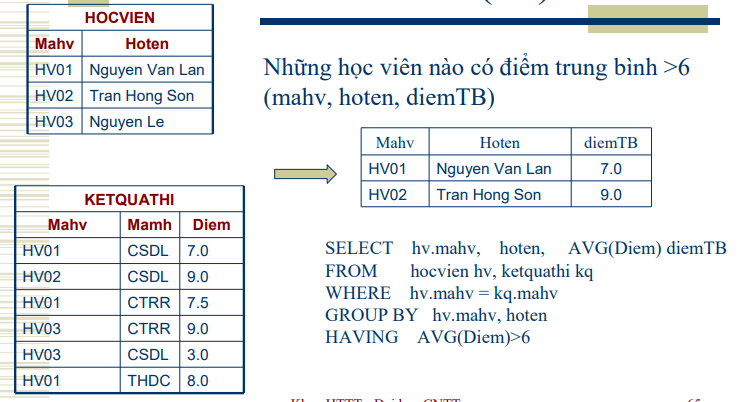 HOCVIEN
Mahv Hoten
HV01 Nguyen Van Lan
HV02 Tran Hong Son
HV03 Nguyen Le
KETQUATHI
Mahv Mamh Diem
HV01 CSDL 7.0
HV02 CSDL 9.0
HV01 CTRR 7.5
HV03 CTRR 9.0
HV03 CSDL 3.0
HV01 THDC 8.0
Những học viên nào có điểm trung bình >6
(mahv, hoten, diemTB)
Mahv Hoten diemTB
HV01 Nguyen Van Lan 7.0
HV02 Tran Hong Son 9.0
SELECT hv.mahv, hoten, AVG(Diem) diemTB
FROM hocvien hv, ketquathi kq
WHERE hv.mahv = kq.mahv
GROUP BY hv.mahv, hoten
HAVING AVG(Diem)>6